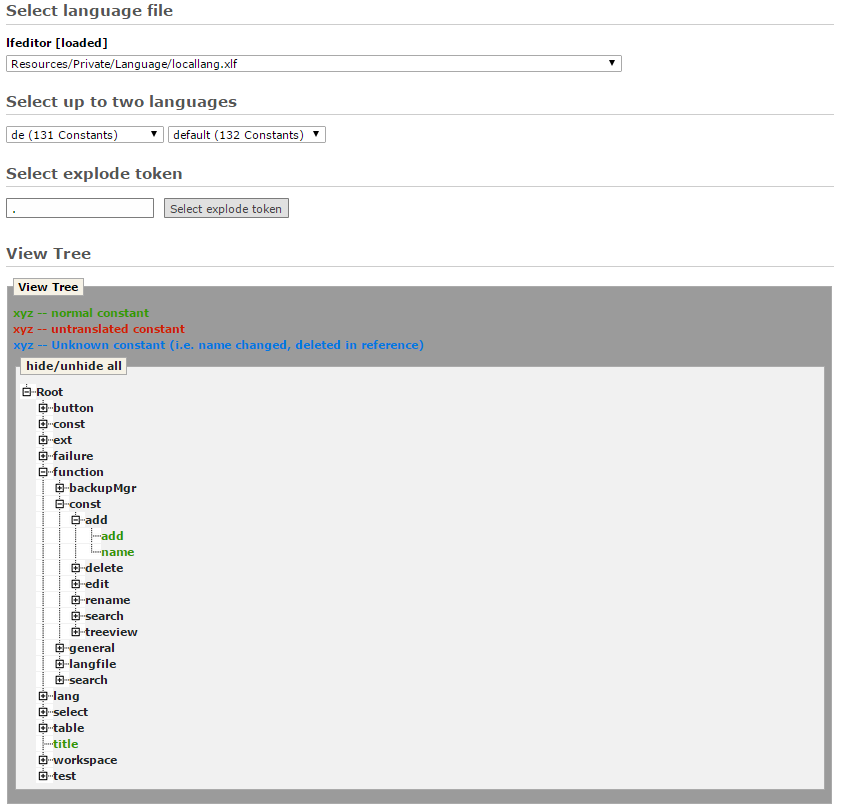 Select language file
lfeditor [loaded]
Resources/Private/Language/locallang.xlf
Select up to two languages
de (131 Constants) default (132 Constants)
Select explode token
. Select explode token
View Tree
View Tree
xyz -- normal constant
xyz -- untranslated constant
xyz -- Unknown constant (i.e. name changed, deleted in reference)
hide/unhide all
Root
button
const
ext
failure
function
backupMgr
const
add
add
name
delete
edit
rename
search
treeview
general
langfile
search
lang
select
table
title
workspace
test